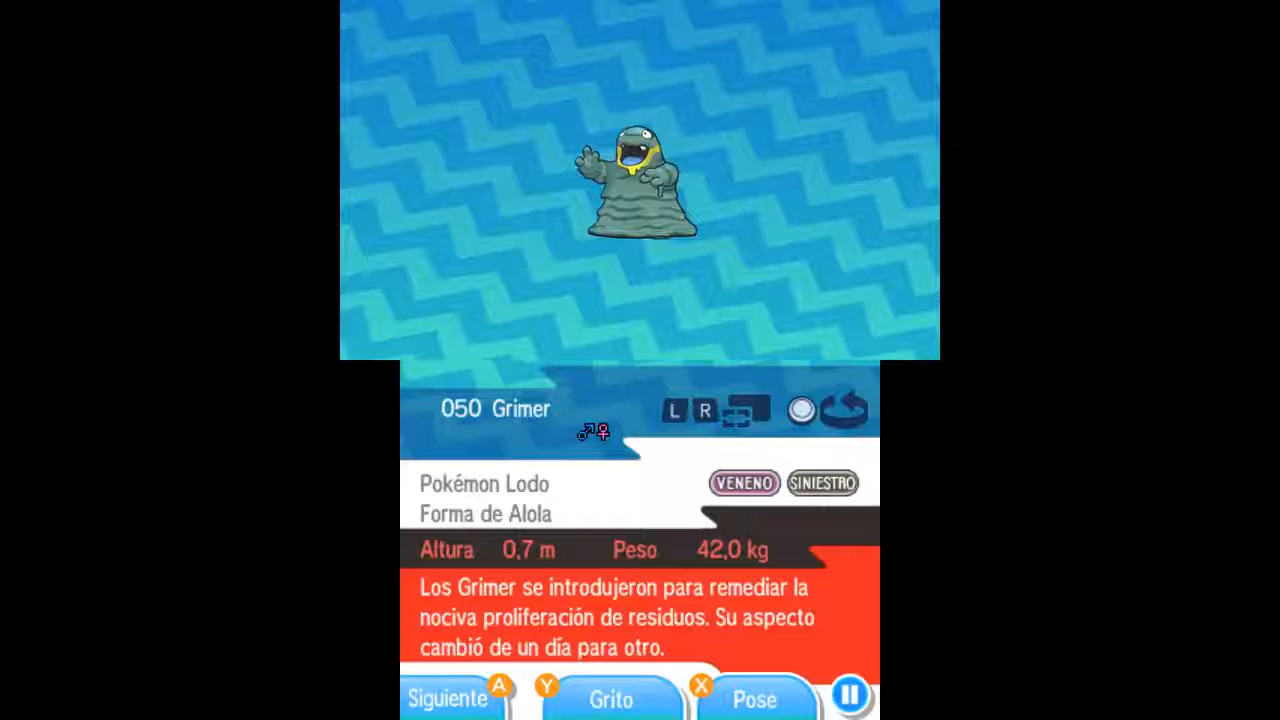 050 Grimer
L R
♂♀
Pokémon Lodo
VENENO SINIESTRO
Forma de Alola
Altura 0,7 m Peso 42,0 kg
Los Grimer se introdujeron para remediar la
nociva proliferación de residuos. Su aspecto
cambió de un día para otro.
Siguiente A Y Grito X Pose